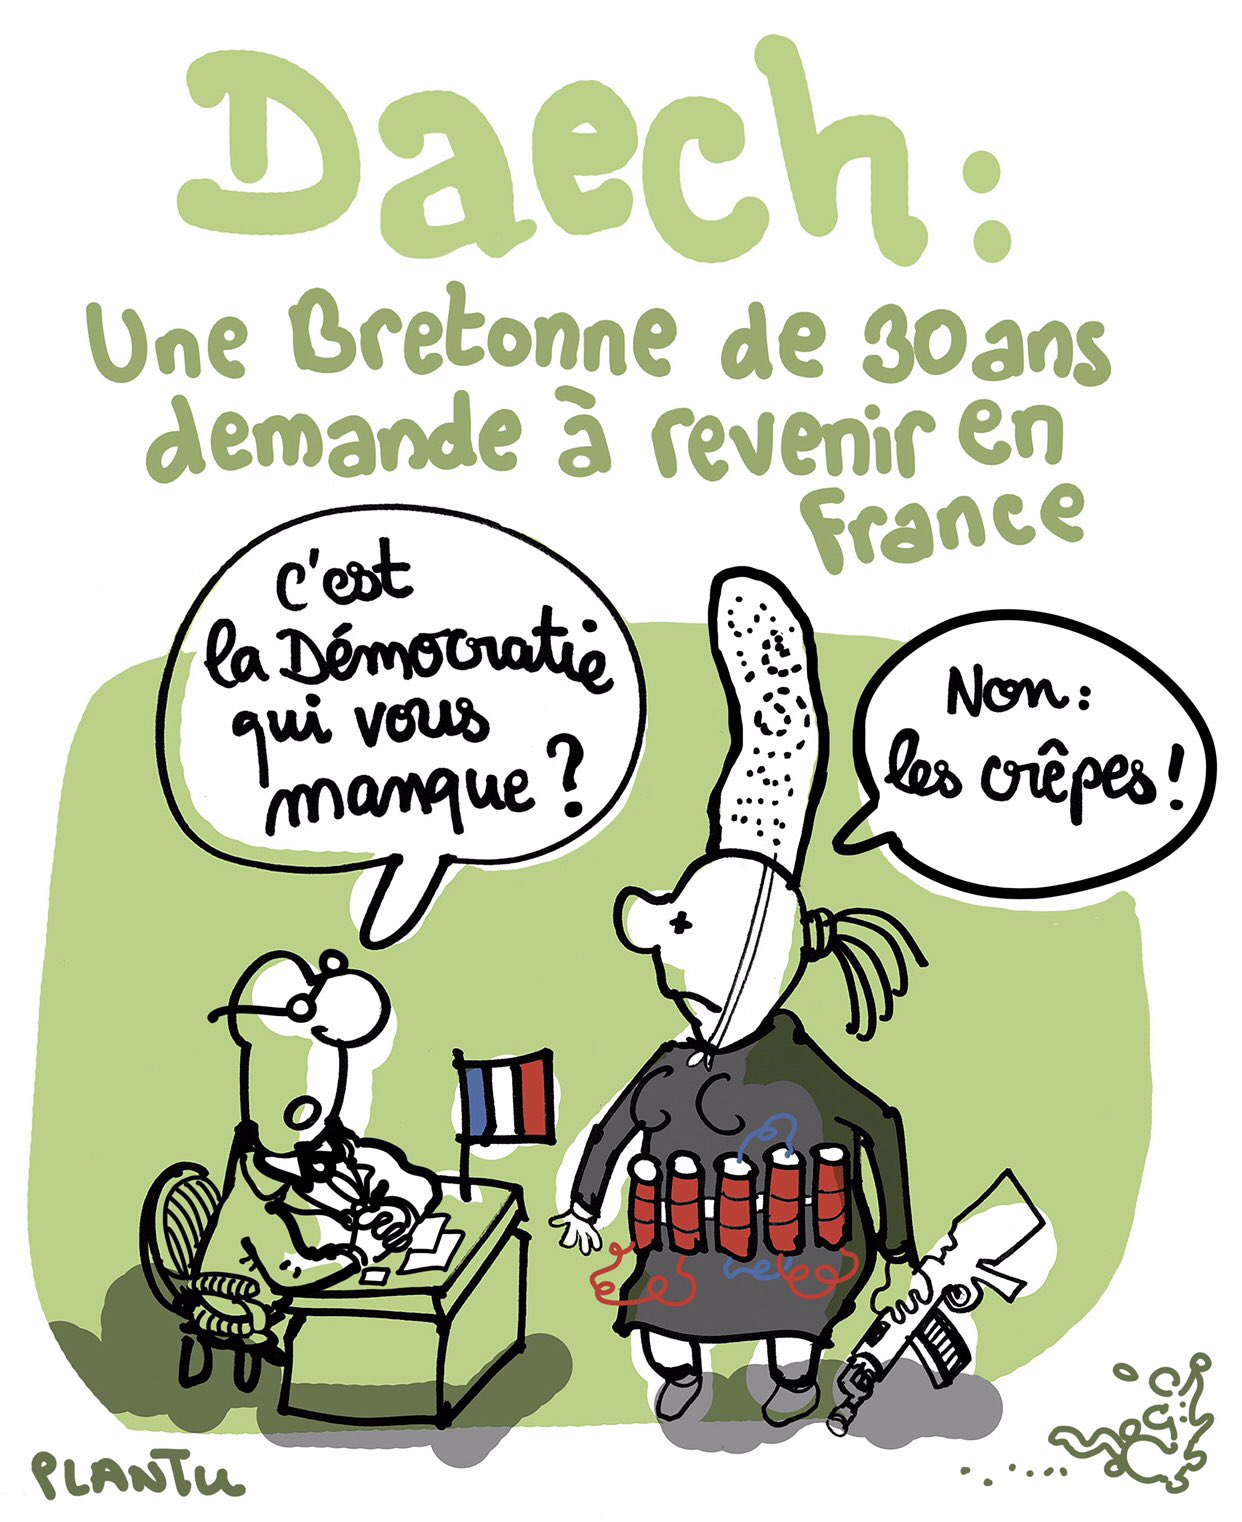 Daech :
Une Bretonne de 30 ans
demande à revenir en
France
C'est
la Démocratie
qui vous
manque ?
Non :
les crêpes !
PLANTU